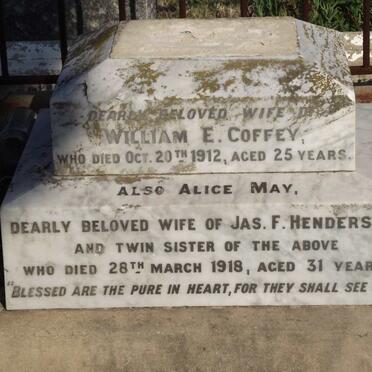 DEARLY BELOVED WIFE
WILLIAM E. COFFEY,
WHO DIED OCT. 20TH 1912, AGED 25 YEARS.
ALSO ALICE MAY,
DEARLY BELOVED WIFE OF JAS. F. HENDERS
AND TWIN SISTER OF THE ABOVE
WHO DIED 28TH MARCH 1918, AGED 31 YEAR
"BLESSED ARE THE PURE IN HEART, FOR THEY SHALL SEE